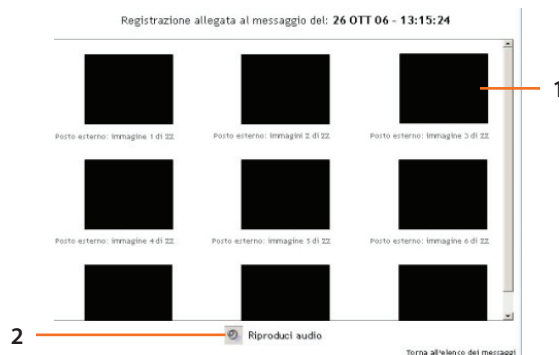 Registrazione allegata al messaggio del: 26 OTT 06 - 13:15:24
1
Posto esterno: immagine 1 di 22 Posto esterno: immagini 2 di 22 Posto esterno: immagine 3 di 22
Posto esterno: immagine 4 di 22 Posto esterno: immagine 5 di 22 Posto esterno: immagine 6 di 22
2 Riproduci audio
Torna all'elenco dei messaggi